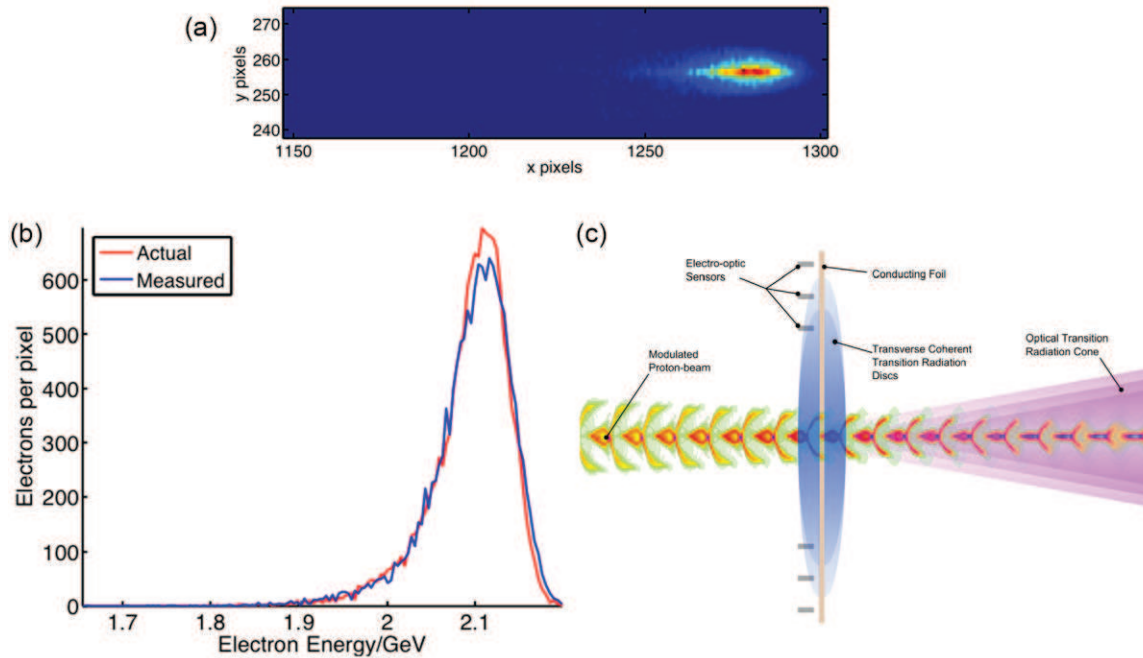 (a)
270
260
250
240
y pixels
1150
1200
1250
1300
x pixels
(b)
Actual
Measured
600
500
400
300
200
100
0
Electrons per pixel
1.7
1.8
1.9
2
2.1
Electron Energy/GeV
(c)
Electro-optic
Sensors
Conducting Foil
Modulated
Proton-beam
Transverse Coherent
Transition Radiation
Discs
Optical Transition
Radiation Cone